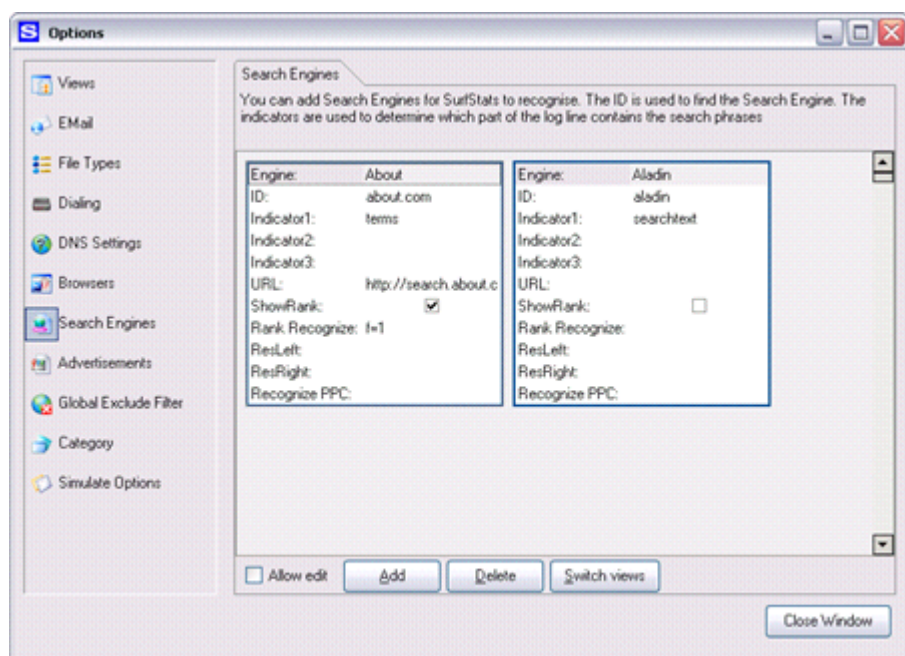 S Options
Views
EMail
File Types
Dialing
DNS Settings
Browsers
Search Engines
Advertisements
Global Exclude Filter
Category
Simulate Options
Search Engines
You can add Search Engines for SurfStats to recognise. The ID is used to find the Search Engine. The
indicators are used to determine which part of the log line contains the search phrases
Engine: About
ID: about.com
Indicator1: terms
Indicator2:
Indicator3:
URL: http://search.about.c
ShowRank:
Rank Recognize: f=1
ResLeft:
ResRight:
Recognize PPC:
Engine: Aladin
ID: aladin
Indicator1: searchtext
Indicator2:
Indicator3:
URL:
ShowRank:
Rank Recognize:
ResLeft:
ResRight:
Recognize PPC:
Allow edit
Add
Delete
Switch views
Close Window